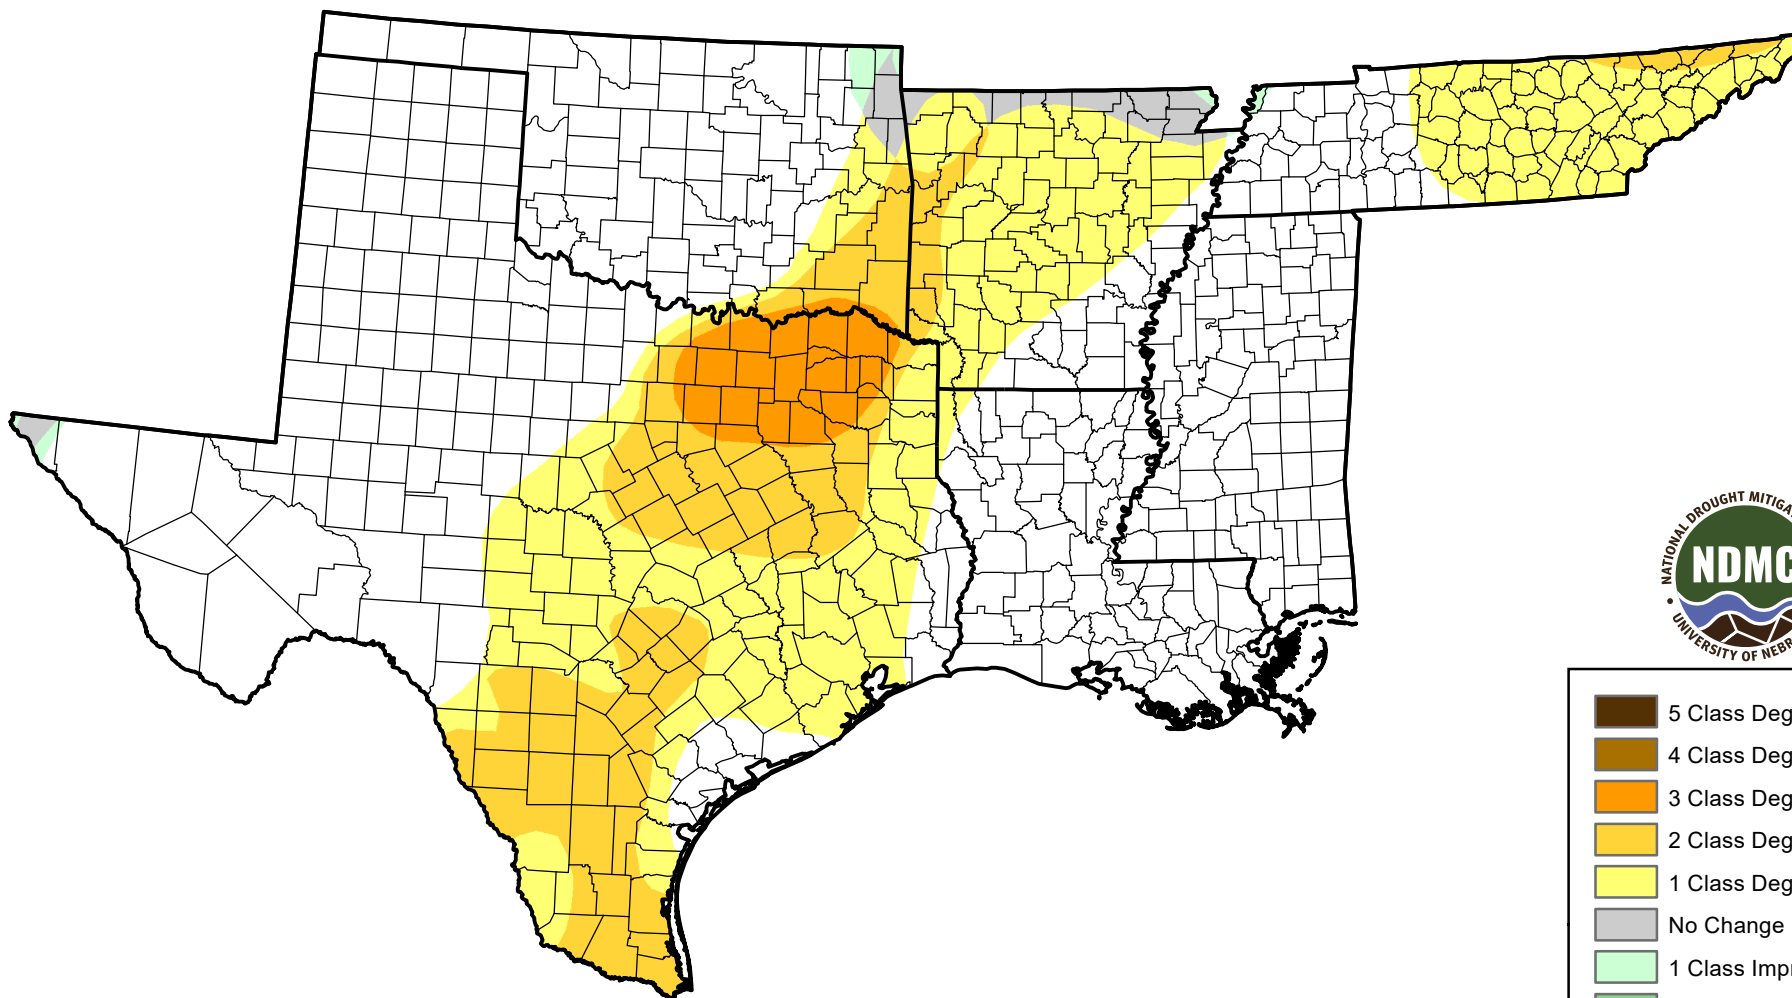 NATIONAL DROUGHT MITIGA
NDMC
UNIVERSITY OF NEBR
5 Class Deg
4 Class Deg
3 Class Deg
2 Class Deg
1 Class Deg
No Change
1 Class Impr